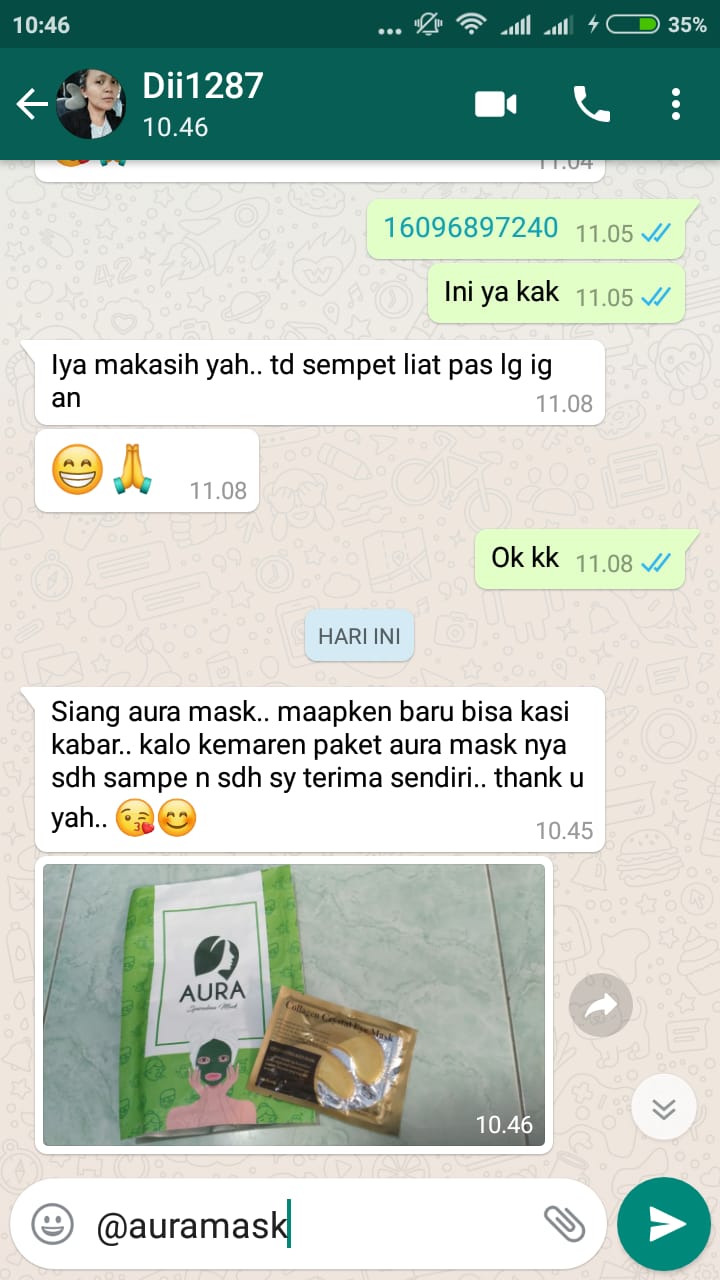 10:46
35%
Dii1287
10.46
11.04
16096897240 11.05
Ini ya kak 11.05
Iya makasih yah.. td sempet liat pas lg ig
an
11.08
😁🙏 11.08
Ok kk 11.08
HARI INI
Siang aura mask.. maapken baru bisa kasi
kabar.. kalo kemaren paket aura mask nya
sdh sampe n sdh sy terima sendiri.. thank u
yah.. 😘😊
10.45
AURA
Collagen Crystal Eye Mask
10.46
@auramask